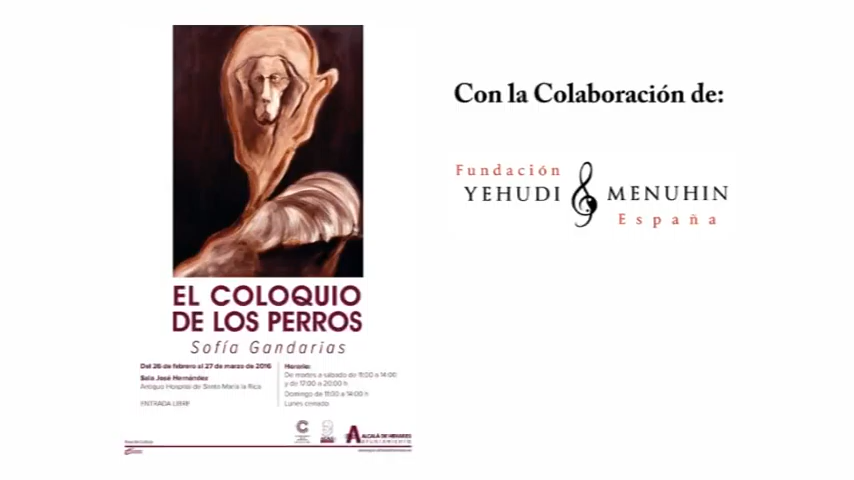 EL COLOQUIO
DE LOS PERROS
Sofía Gandarias
Del 26 de febrero al 27 de marzo de 2016
Sala José Hernández
Antiguo Hospital de Santa María la Rica
ENTRADA LIBRE
Horario:
De martes a sábado de 11:00 a 14:00
y de 17:00 a 20:00 h
Domingo de 11:00 a 14:00 h
Lunes cerrado
ALCALÁ DE HENARES
Con la Colaboración de:
Fundación
YEHUDI MENUHIN
España